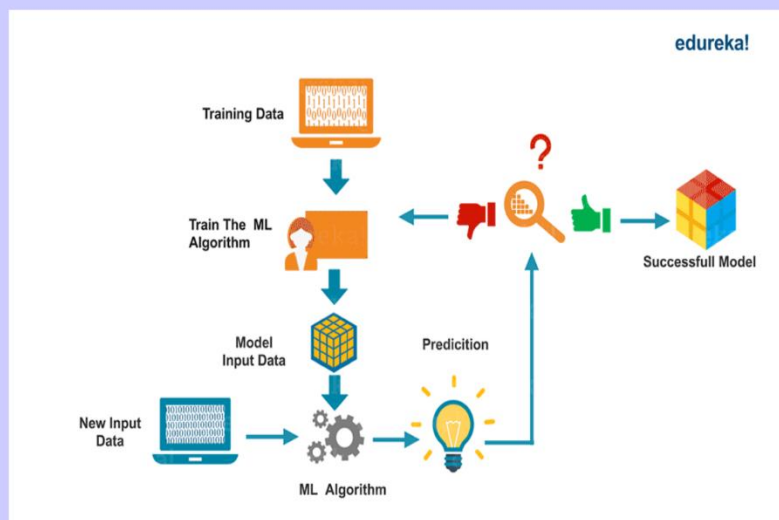 edureka!
Training Data
?
Train The ML
Algorithm
Successfull Model
Model
Input Data
Predicition
New Input
Data
ML Algorithm